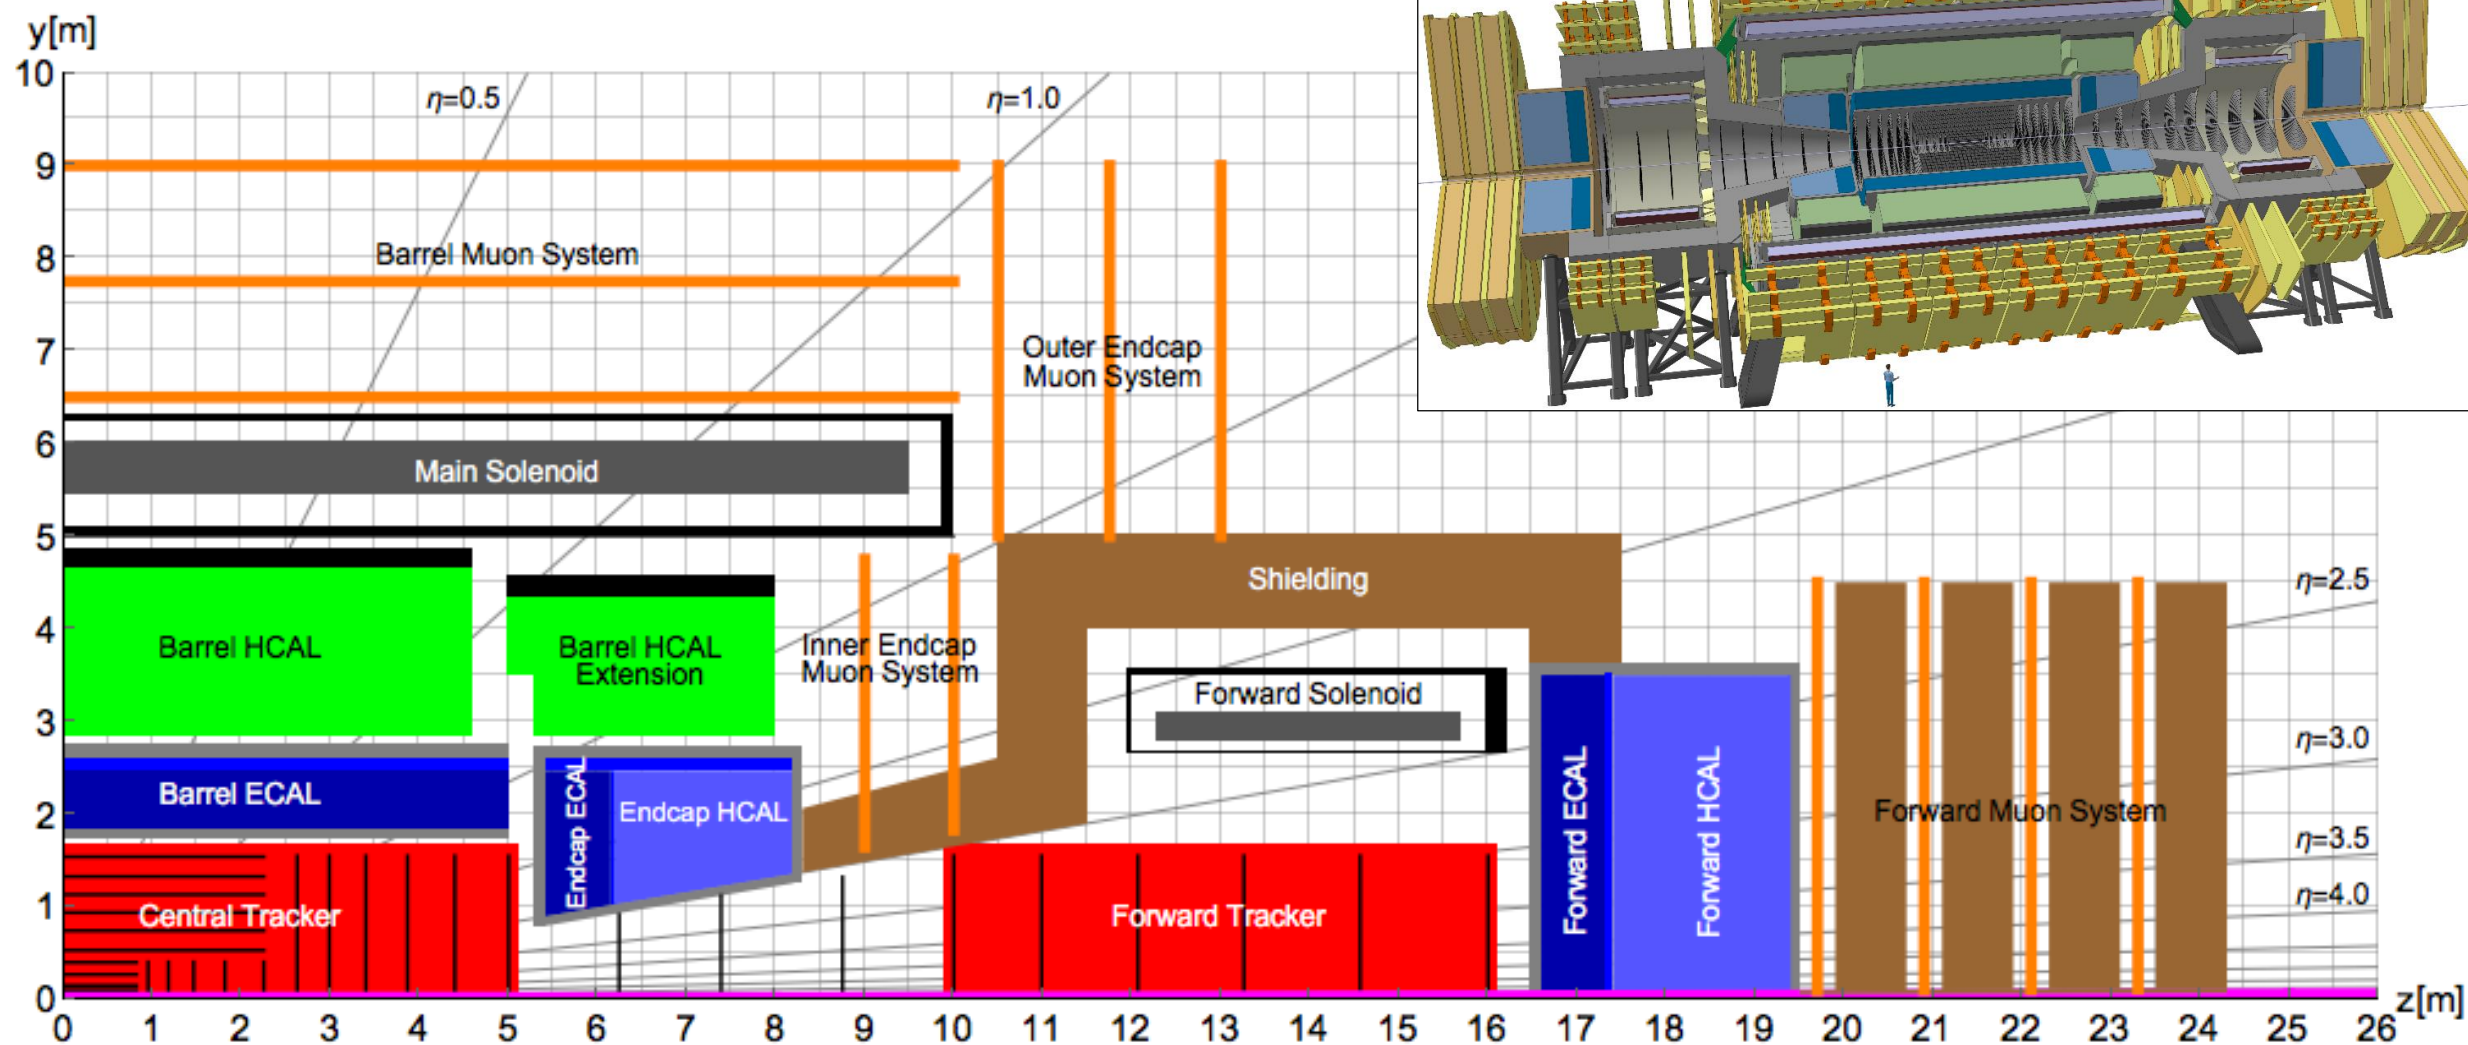 y[m]
10
9
8
7
6
5
4
3
2
1
0
η=0.5
η=1.0
Barrel Muon System
Outer Endcap
Muon System
Main Solenoid
Shielding
η=2.5
Barrel HCAL
Barrel HCAL
Extension
Inner Endcap
Muon System
Forward Solenoid
η=3.0
Barrel ECAL
Endcap ECAL
Endcap HCAL
Forward ECAL
Forward HCAL
Forward Muon System
η=3.5
η=4.0
Central Tracker
Forward Tracker
0 1 2 3 4 5 6 7 8 9 10 11 12 13 14 15 16 17 18 19 20 21 22 23 24 25 26
z[m]